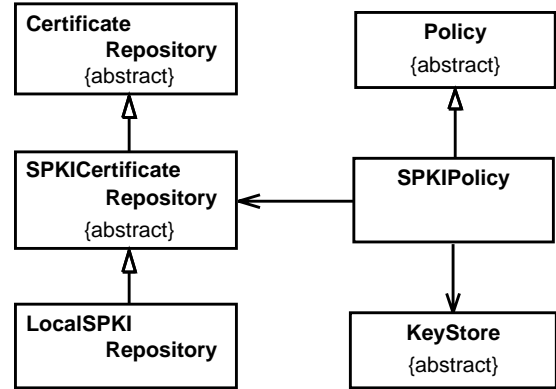 Certificate
Repository
{abstract}
Policy
{abstract}
SPKICertificate
Repository
{abstract}
SPKIPolicy
LocalSPKI
Repository
KeyStore
{abstract}